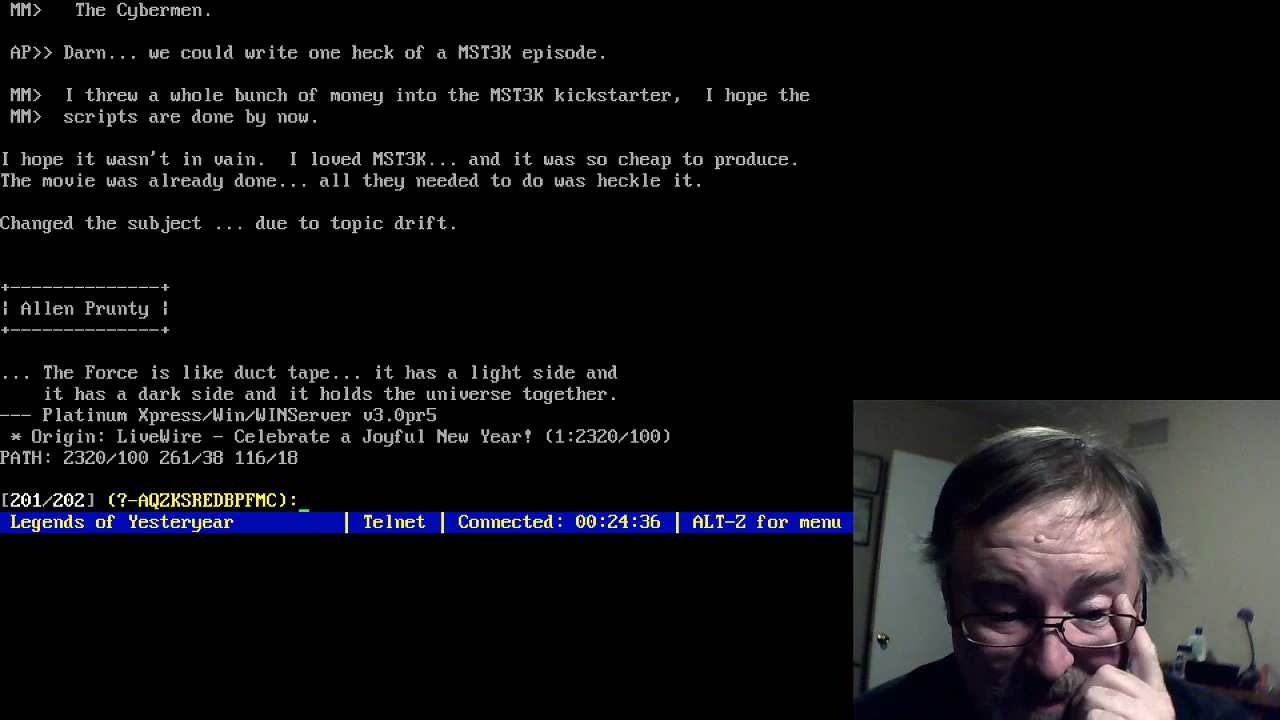 MM>   The Cybermen.
AP>> Darn... we could write one heck of a MST3K episode.
MM>  I threw a whole bunch of money into the MST3K kickstarter,  I hope the
MM>  scripts are done by now.
I hope it wasn't in vain.  I loved MST3K... and it was so cheap to produce.
The movie was already done... all they needed to do was heckle it.
Changed the subject ... due to topic drift.
+--------------+
¦ Allen Prunty ¦
+--------------+
... The Force is like duct tape... it has a light side and
it has a dark side and it holds the universe together.
--- Platinum Xpress/Win/WINServer v3.0pr5
* Origin: LiveWire - Celebrate a Joyful New Year! (1:2320/100)
PATH: 2320/100 261/38 116/18
[201/202] (?-AQZKSREDBPFMC):_
Legends of Yesteryear | Telnet | Connected: 00:24:36 | ALT-Z for menu